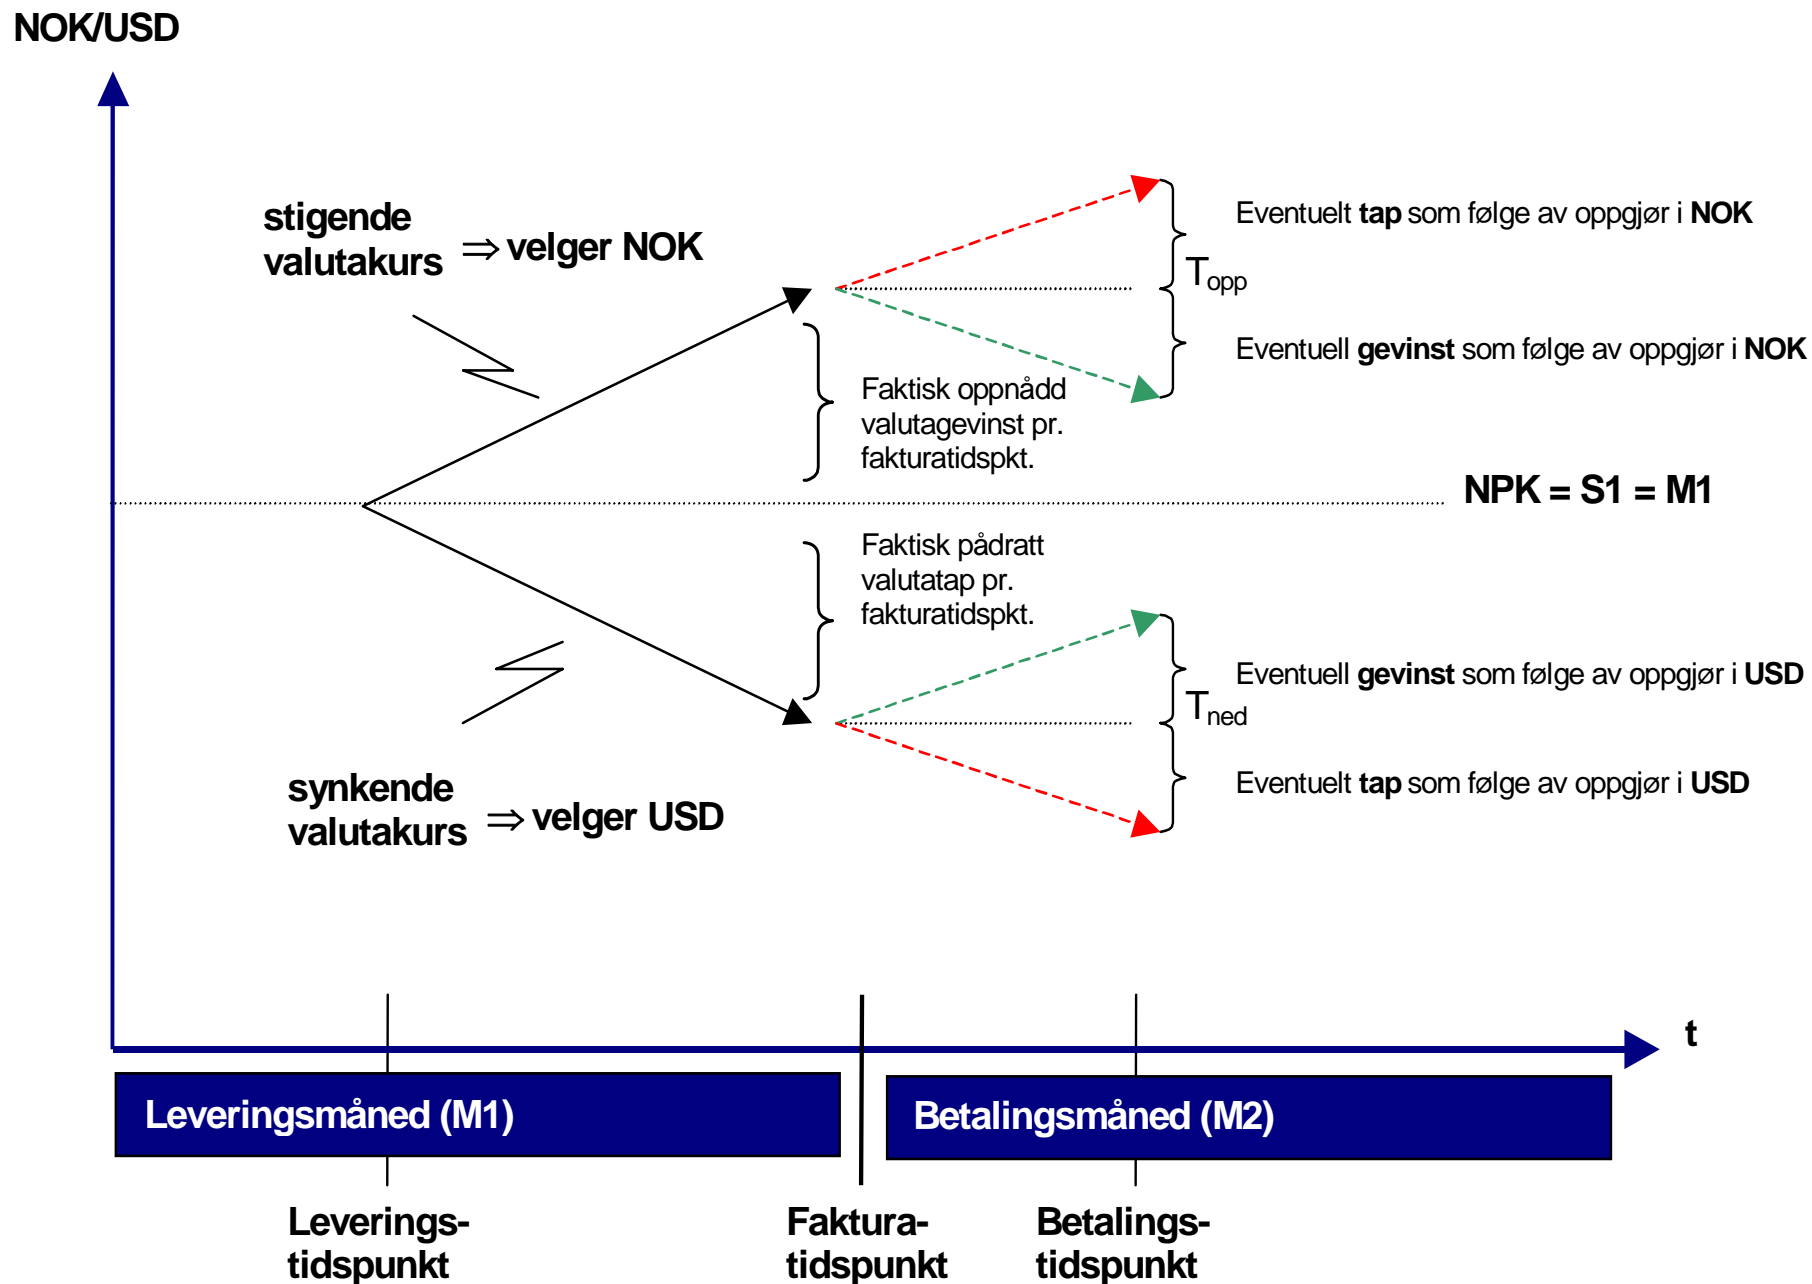 NOK/USD
stigende
valutakurs ⇒ velger NOK
Eventuelt tap som følge av oppgjør i NOK
Topp
Eventuell gevinst som følge av oppgjør i NOK
Faktisk oppnådd
valutagevinst pr.
fakturatidspkt.
NPK = S1 = M1
Faktisk pådratt
valutatap pr.
fakturatidspkt.
Eventuell gevinst som følge av oppgjør i USD
Tned
Eventuelt tap som følge av oppgjør i USD
synkende
valutakurs ⇒ velger USD
t
Leveringsmåned (M1)
Betalingsmåned (M2)
Leverings-
tidspunkt
Faktura-
tidspunkt
Betalings-
tidspunkt